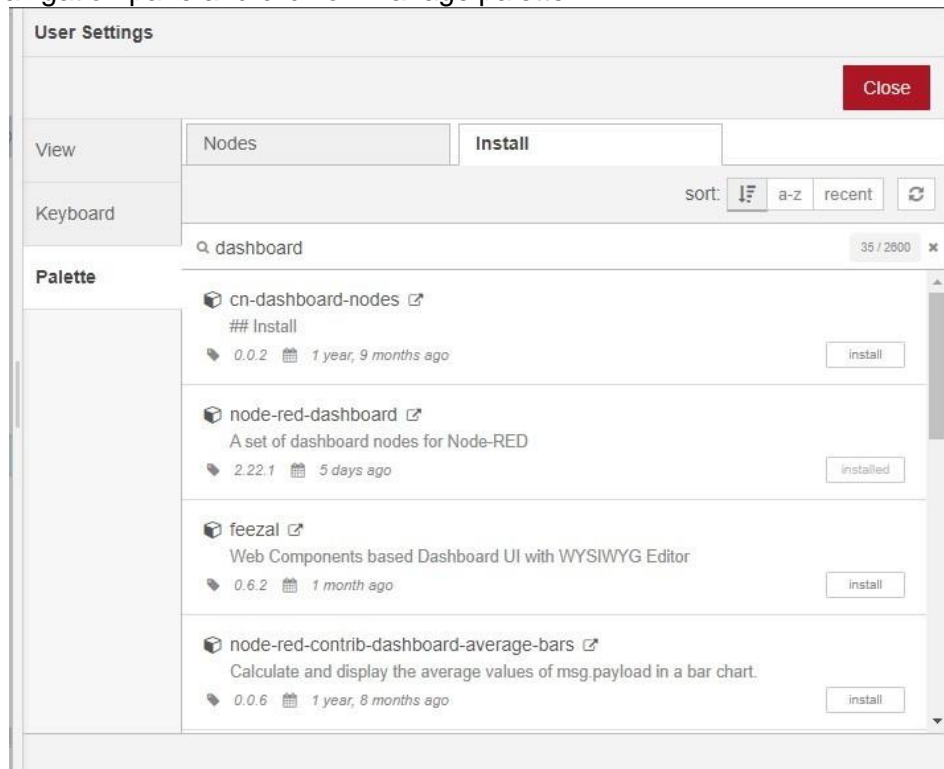 User Settings
Close
View
Nodes
Install
Keyboard
sort:
a-z
recent
dashboard
35 / 2600
Palette
cn-dashboard-nodes
## Install
0.0.2
1 year, 9 months ago
install
node-red-dashboard
A set of dashboard nodes for Node-RED
2.22.1
5 days ago
installed
feezal
Web Components based Dashboard UI with WYSIWYG Editor
0.6.2
1 month ago
install
node-red-contrib-dashboard-average-bars
Calculate and display the average values of msg.payload in a bar chart.
0.0.6
1 year, 8 months ago
install